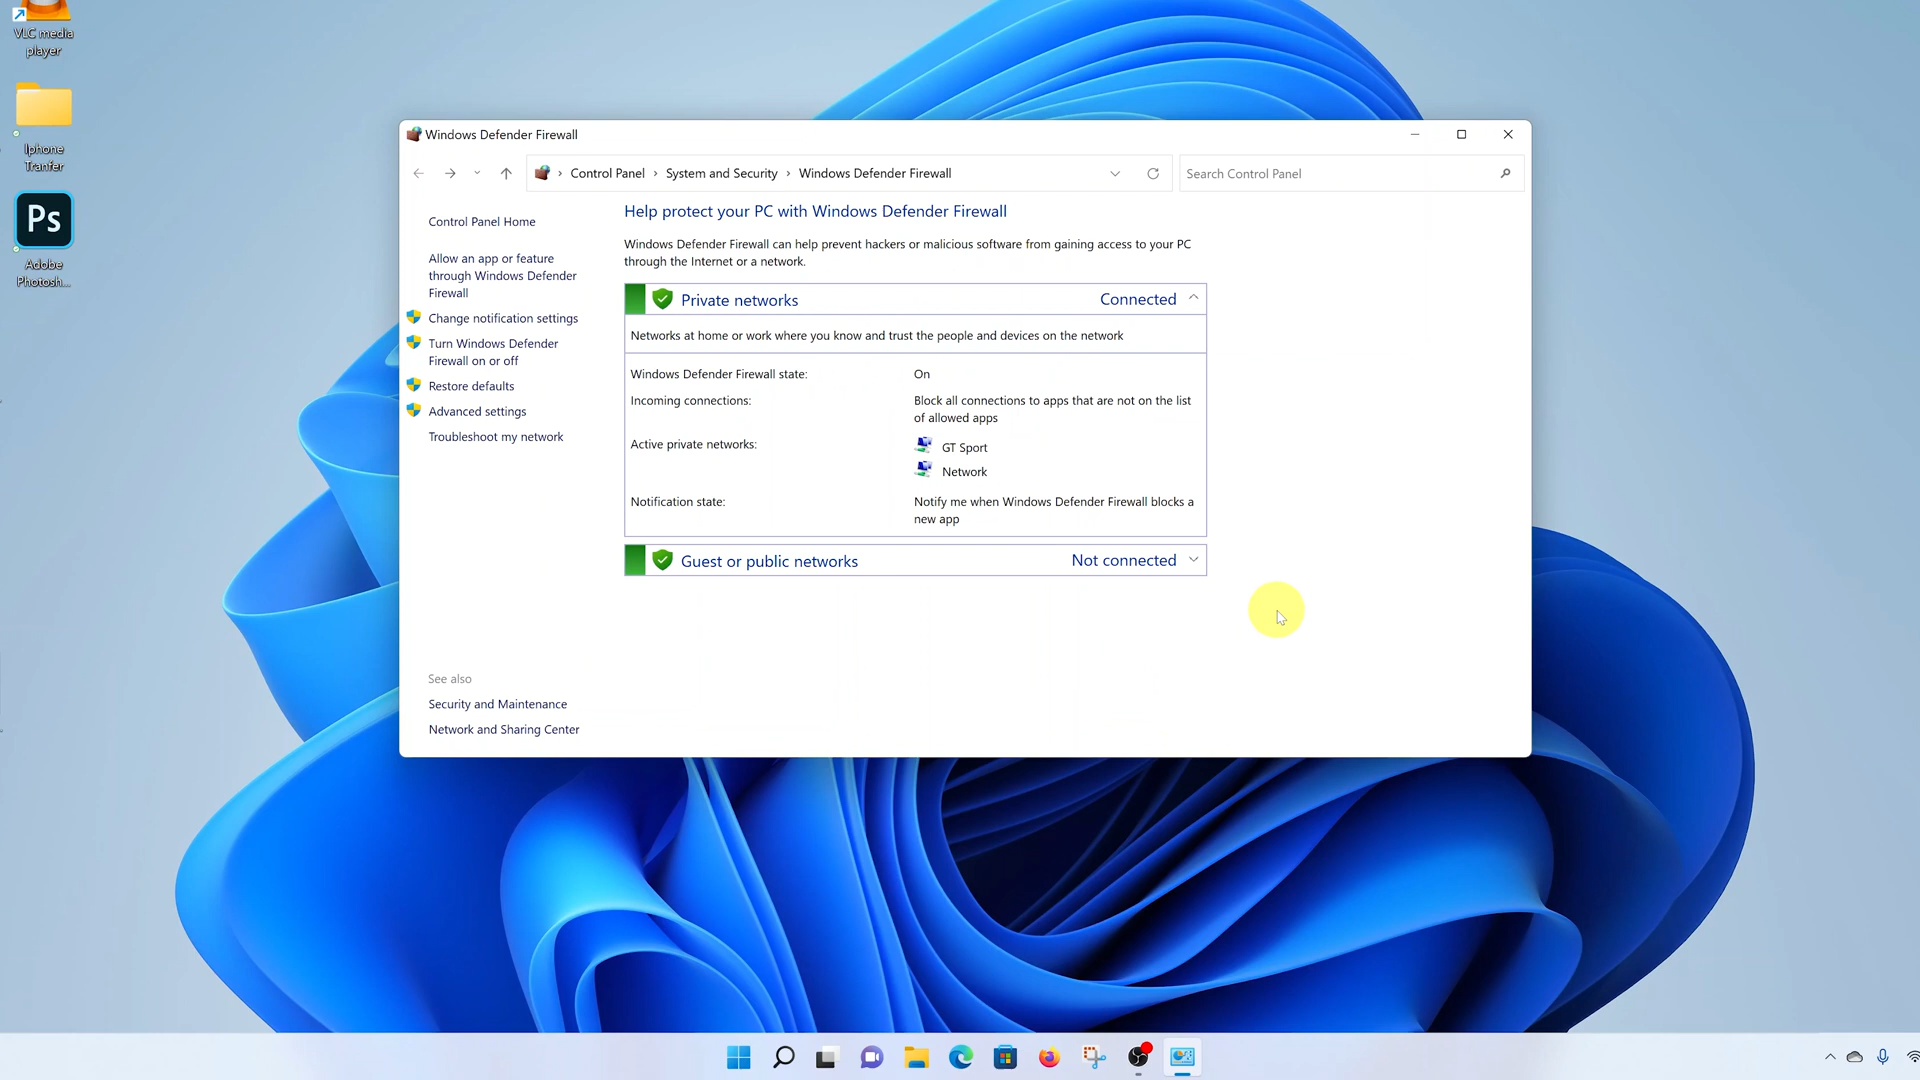 VLC media
player
Iphone
Tranfer
Ps
Adobe
Photosh...
Windows Defender Firewall
Control Panel > System and Security > Windows Defender Firewall
Search Control Panel
Control Panel Home
Allow an app or feature
through Windows Defender
Firewall
Change notification settings
Turn Windows Defender
Firewall on or off
Restore defaults
Advanced settings
Troubleshoot my network
See also
Security and Maintenance
Network and Sharing Center
Help protect your PC with Windows Defender Firewall
Windows Defender Firewall can help prevent hackers or malicious software from gaining access to your PC
through the Internet or a network.
Private networks Connected
Networks at home or work where you know and trust the people and devices on the network
Windows Defender Firewall state: On
Incoming connections: Block all connections to apps that are not on the list
of allowed apps
Active private networks: GT Sport
Network
Notification state: Notify me when Windows Defender Firewall blocks a
new app
Guest or public networks Not connected